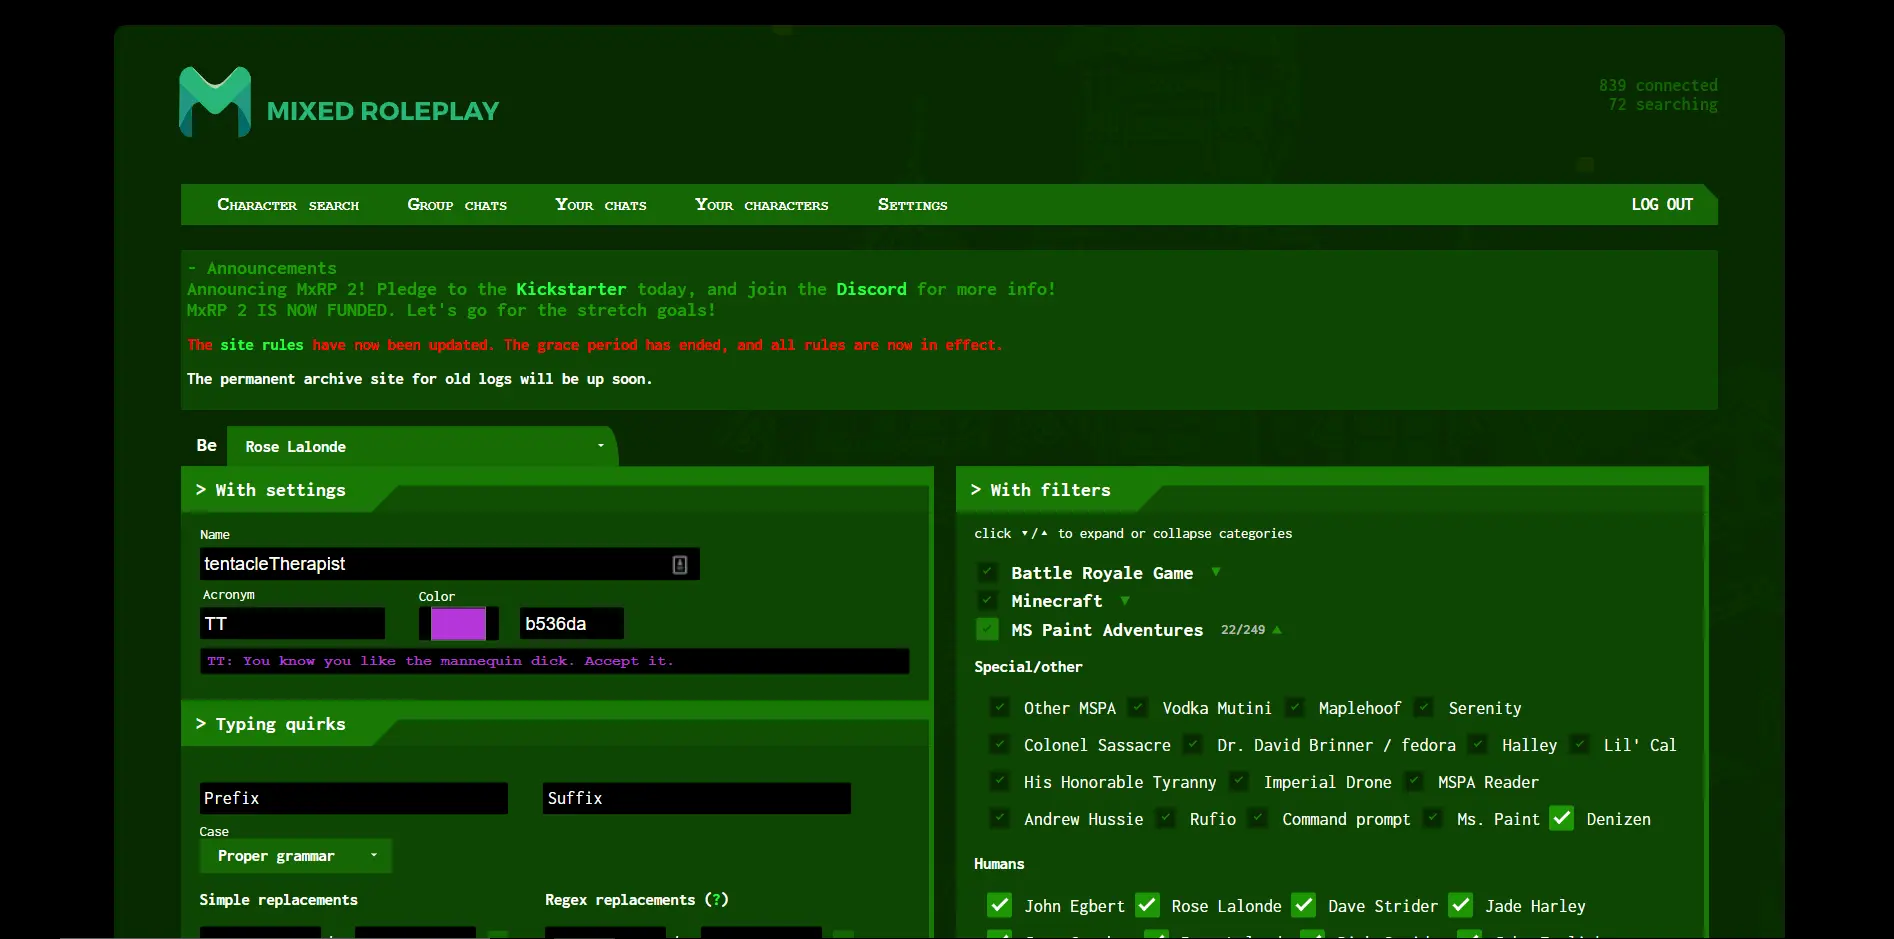 MIXED ROLEPLAY
839 connected
72 searching
Character search Group chats Your chats Your characters Settings LOG OUT
- Announcements
Announcing MxRP 2! Pledge to the Kickstarter today, and join the Discord for more info!
MxRP 2 IS NOW FUNDED. Let's go for the stretch goals!
The site rules have now been updated. The grace period has ended, and all rules are now in effect.
The permanent archive site for old logs will be up soon.
Be Rose Lalonde
> With settings
Name
tentacleTherapist
Acronym Color
TT b536da
TT: You know you like the mannequin dick. Accept it.
> Typing quirks
Prefix Suffix
Case
Proper grammar
Simple replacements Regex replacements (?)
> With filters
click ▼/▲ to expand or collapse categories
Battle Royale Game ▼
Minecraft ▼
MS Paint Adventures 22/249 ▲
Special/other
Other MSPA Vodka Mutini Maplehoof Serenity
Colonel Sassacre Dr. David Brinner / fedora Halley Lil' Cal
His Honorable Tyranny Imperial Drone MSPA Reader
Andrew Hussie Rufio Command prompt Ms. Paint Denizen
Humans
John Egbert Rose Lalonde Dave Strider Jade Harley